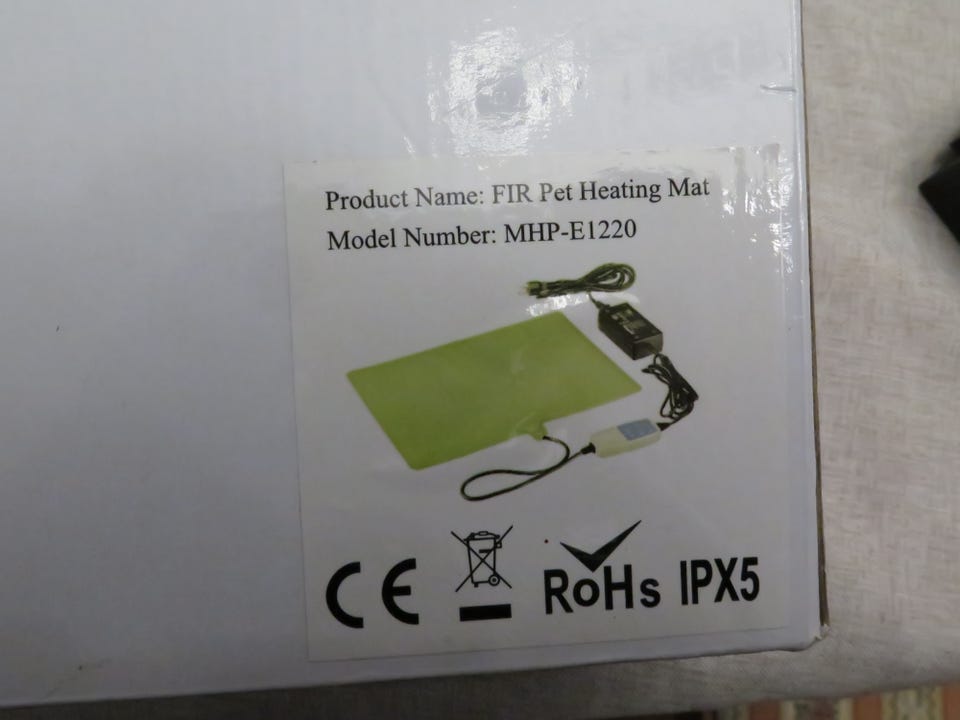 Product Name: FIR Pet Heating Mat
Model Number: MHP-E1220
CE RoHs IPX5